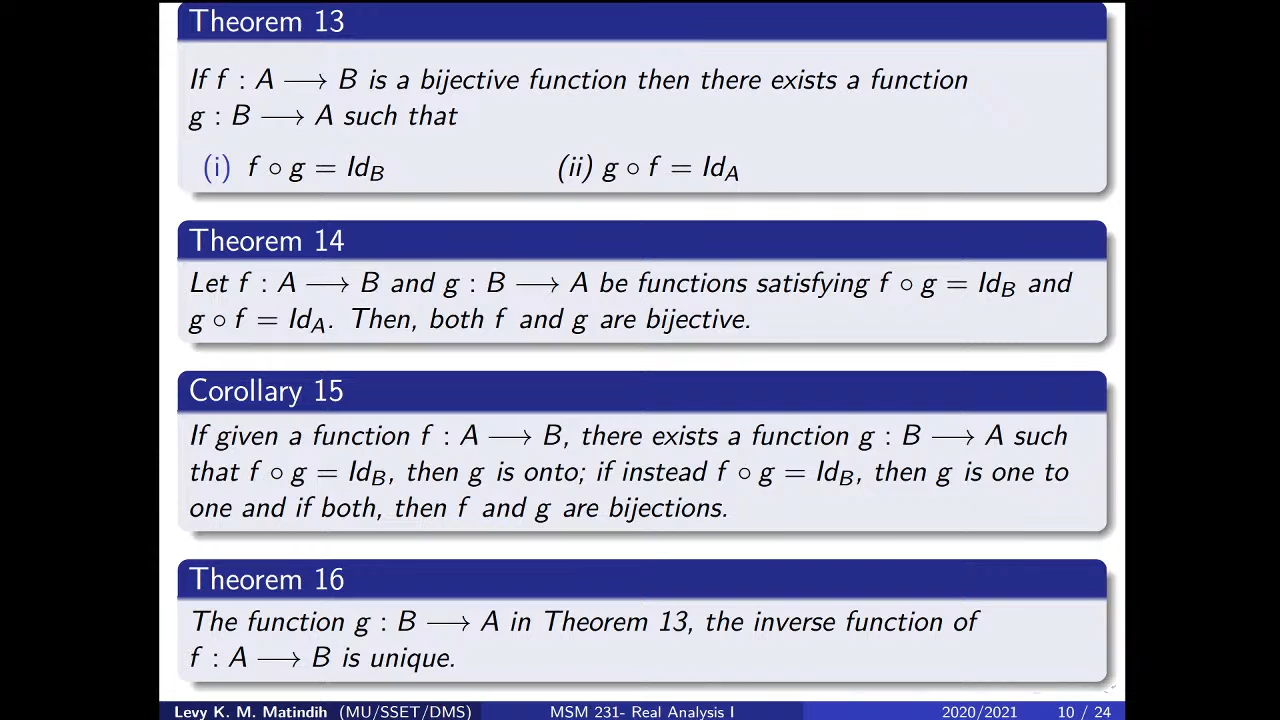 Theorem 13
If f : A ⟶ B is a bijective function then there exists a function
g : B ⟶ A such that
(i) f ∘ g = Id_B (ii) g ∘ f = Id_A
Theorem 14
Let f : A ⟶ B and g : B ⟶ A be functions satisfying f ∘ g = Id_B and
g ∘ f = Id_A. Then, both f and g are bijective.
Corollary 15
If given a function f : A ⟶ B, there exists a function g : B ⟶ A such
that f ∘ g = Id_B, then g is onto; if instead f ∘ g = Id_B, then g is one to
one and if both, then f and g are bijections.
Theorem 16
The function g : B ⟶ A in Theorem 13, the inverse function of
f : A ⟶ B is unique.
Levy K. M. Matindih (MU/SSET/DMS) MSM 231- Real Analysis I 2020/2021 10 / 24